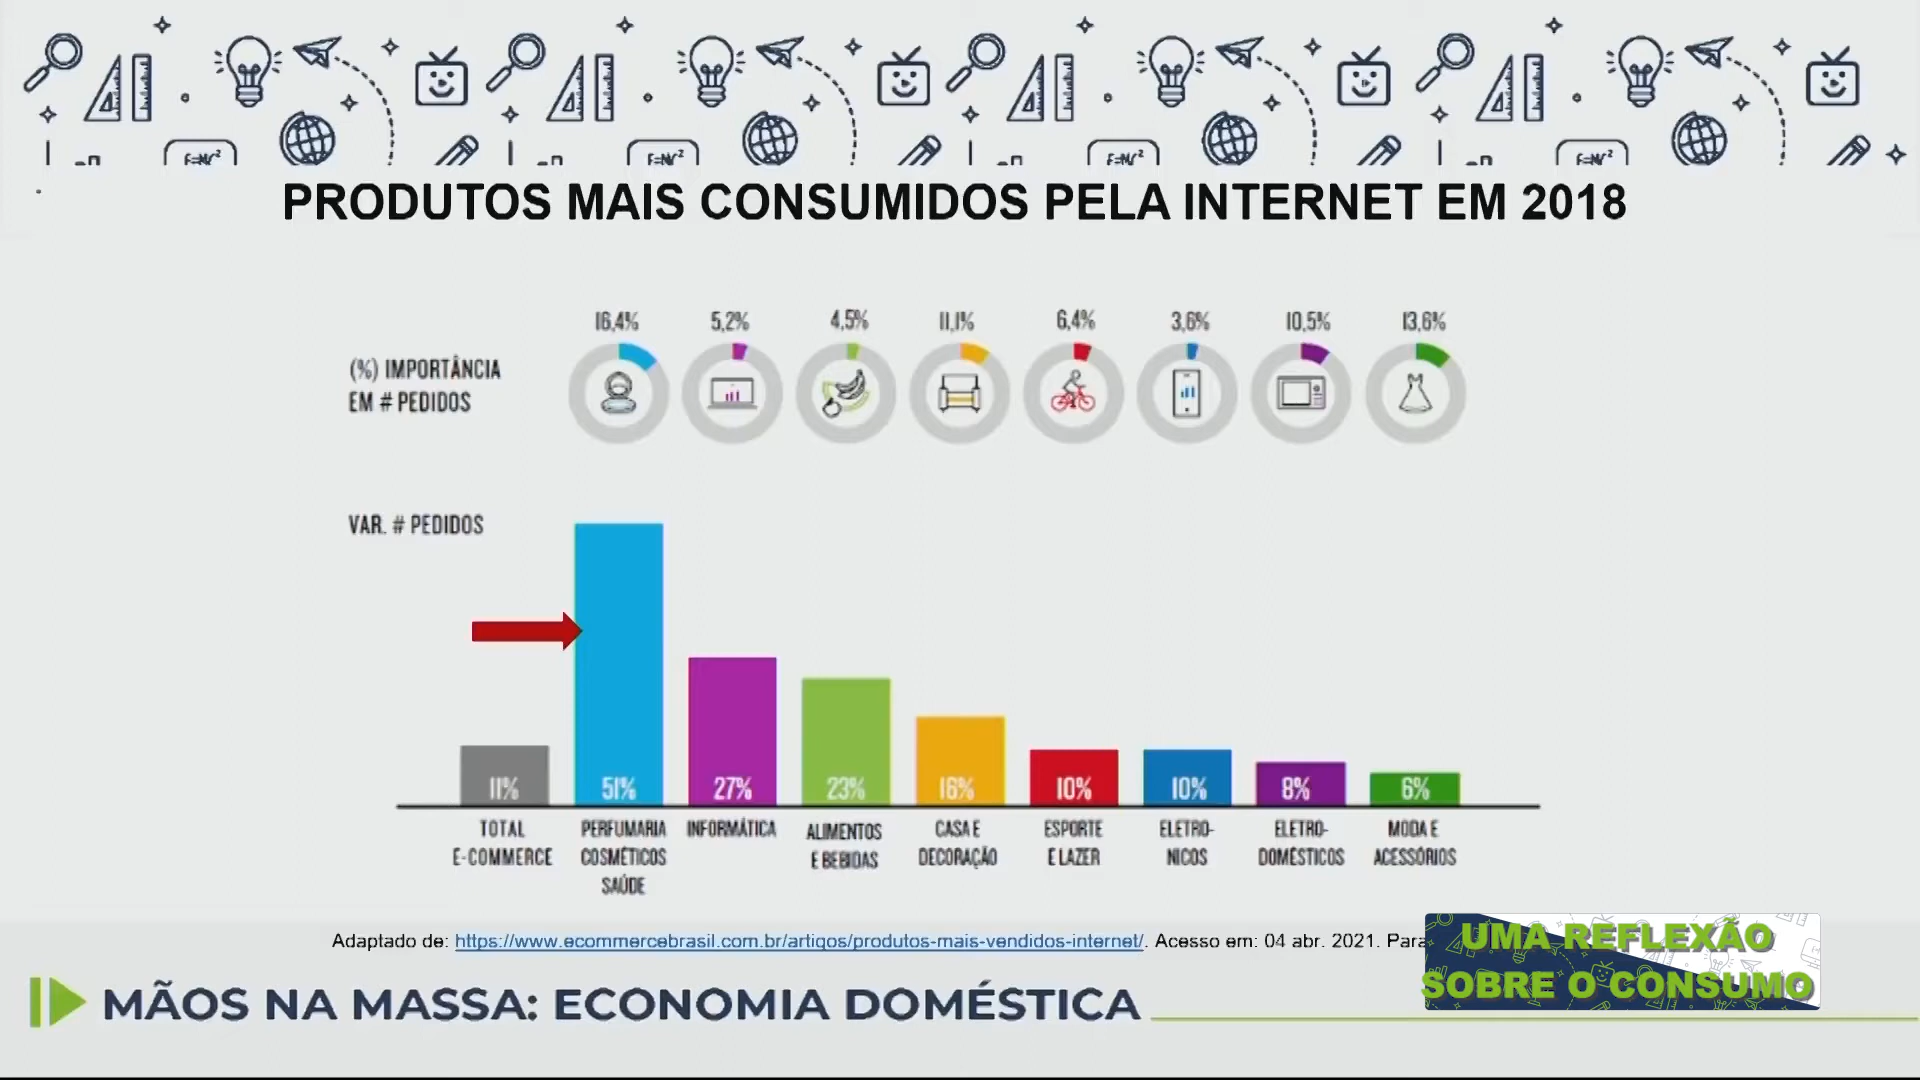 PRODUTOS MAIS CONSUMIDOS PELA INTERNET EM 2018
16,4% 5,2% 4,5% 11,1% 6,4% 3,6% 10,5% 13,6%
(%) IMPORTÂNCIA
EM # PEDIDOS
VAR. # PEDIDOS
11% 51% 27% 23% 16% 10% 10% 8% 6%
TOTAL
E-COMMERCE
PERFUMARIA
COSMÉTICOS
SAÚDE
INFORMÁTICA
ALIMENTOS
E BEBIDAS
CASA E
DECORAÇÃO
ESPORTE
E LAZER
ELETRO-
NICOS
ELETRO-
DOMÉSTICOS
MODA E
ACESSÓRIOS
Adaptado de: https://www.ecommercebrasil.com.br/artigos/produtos-mais-vendidos-internet/. Acesso em: 04 abr. 2021. Para
UMA REFLEXÃO
SOBRE O CONSUMO
MÃOS NA MASSA: ECONOMIA DOMÉSTICA